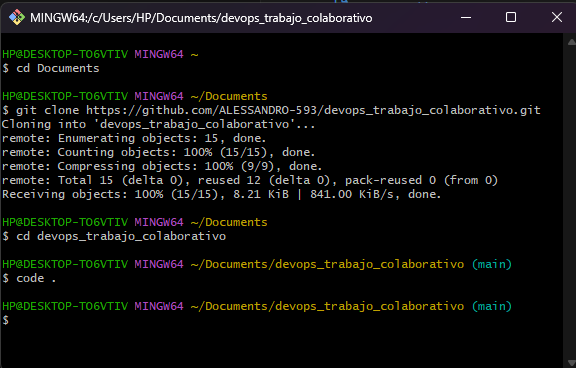 MINGW64:/c/Users/HP/Documents/devops_trabajo_colaborativo
HP@DESKTOP-TO6VTIV MINGW64 ~
$ cd Documents
HP@DESKTOP-TO6VTIV MINGW64 ~/Documents
$ git clone https://github.com/ALESSANDRO-593/devops_trabajo_colaborativo.git
Cloning into 'devops_trabajo_colaborativo'...
remote: Enumerating objects: 15, done.
remote: Counting objects: 100% (15/15), done.
remote: Compressing objects: 100% (9/9), done.
remote: Total 15 (delta 0), reused 12 (delta 0), pack-reused 0 (from 0)
Receiving objects: 100% (15/15), 8.21 KiB | 841.00 KiB/s, done.
HP@DESKTOP-TO6VTIV MINGW64 ~/Documents
$ cd devops_trabajo_colaborativo
HP@DESKTOP-TO6VTIV MINGW64 ~/Documents/devops_trabajo_colaborativo (main)
$ code .
HP@DESKTOP-TO6VTIV MINGW64 ~/Documents/devops_trabajo_colaborativo (main)
$